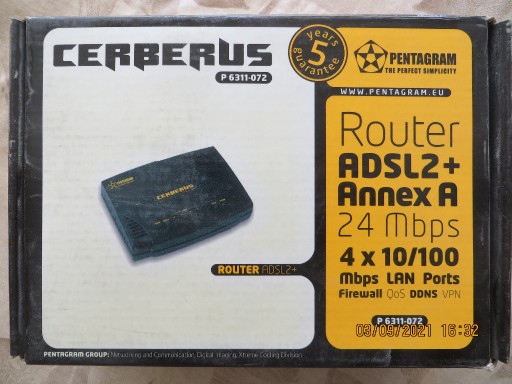 CERBERUS
P 6311-072
5 years guarantee
PENTAGRAM
THE PERFECT SIMPLICITY
WWW.PENTAGRAM.EU
Router
ADSL2+
Annex A
24 Mbps
4 x 10/100
Mbps LAN Ports
Firewall QoS DDNS VPN
P 6311-072
CERBERUS
ROUTER ADSL2+
03/09/2021 16:32
PENTAGRAM GROUP: Networking and Communication, Digital Imaging, Xtreme Cooling Division